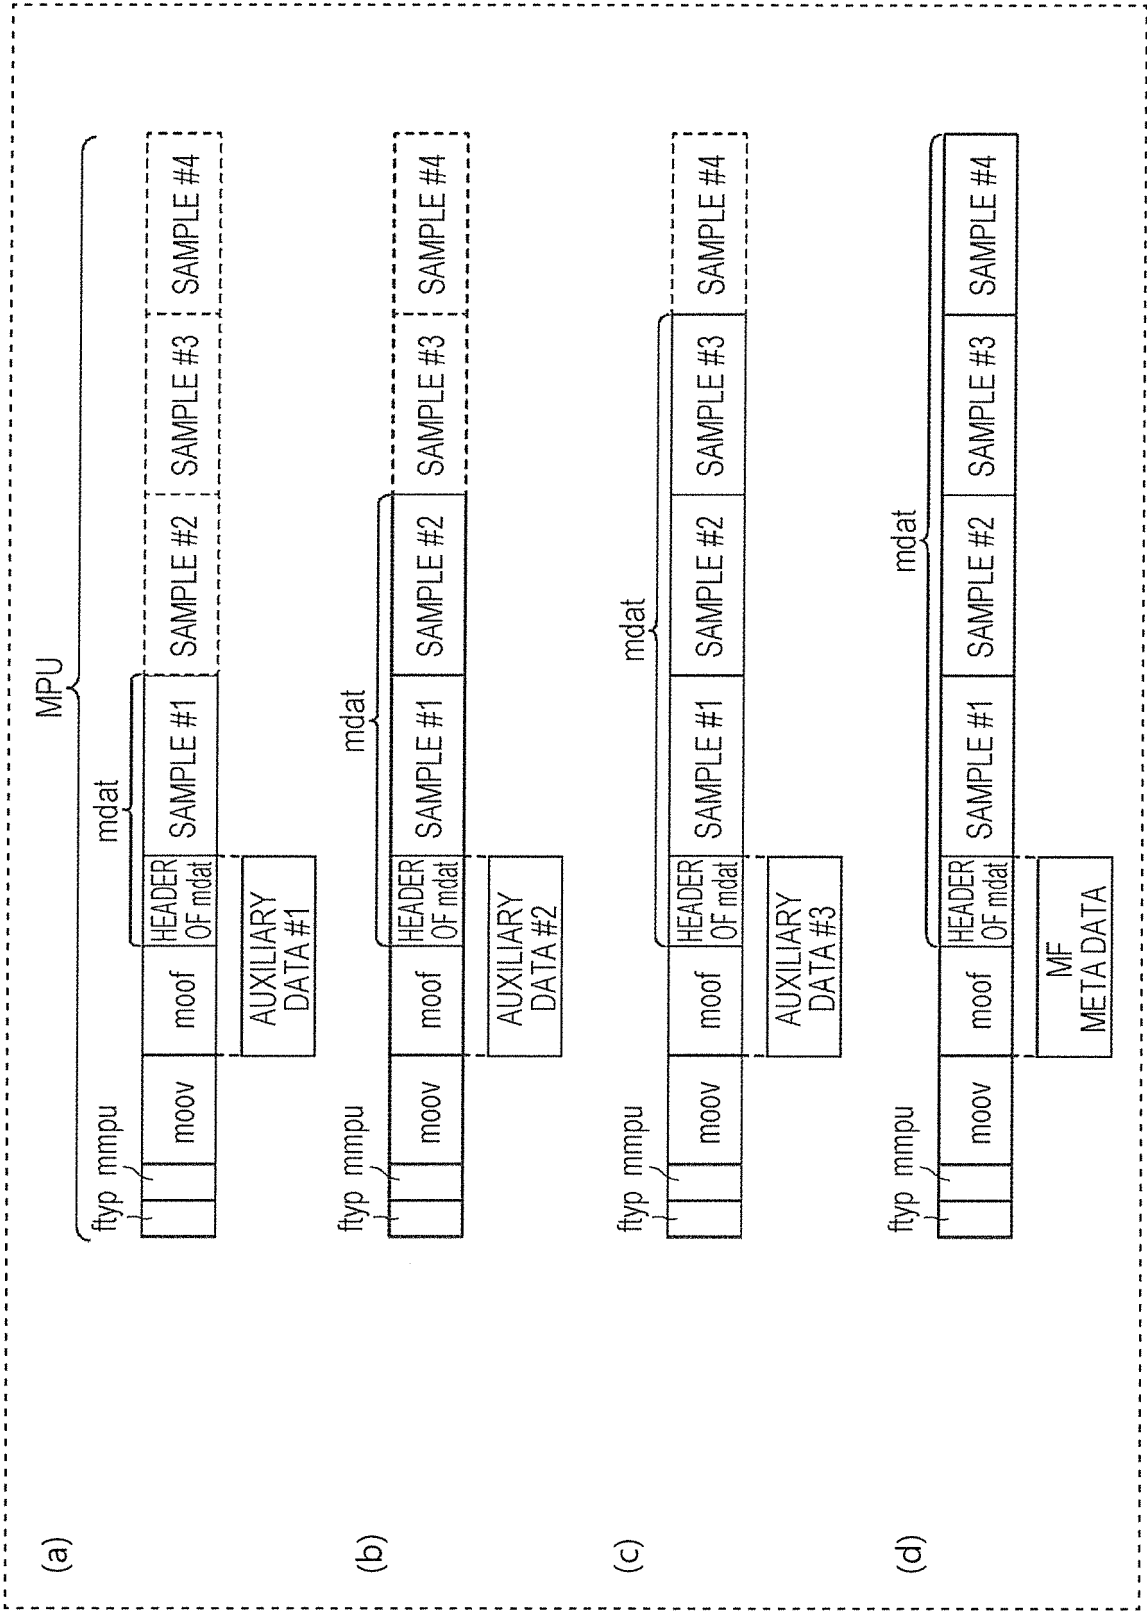 (a)
MPU
mdat
ftyp mmpu
moov
moof
HEADER
OF mdat
SAMPLE #1
SAMPLE #2
SAMPLE #3
SAMPLE #4
AUXILIARY
DATA #1
(b)
mdat
ftyp mmpu
moov
moof
HEADER
OF mdat
SAMPLE #1
SAMPLE #2
SAMPLE #3
SAMPLE #4
AUXILIARY
DATA #2
(c)
mdat
ftyp mmpu
moov
moof
HEADER
OF mdat
SAMPLE #1
SAMPLE #2
SAMPLE #3
SAMPLE #4
AUXILIARY
DATA #3
(d)
mdat
ftyp mmpu
moov
moof
HEADER
OF mdat
SAMPLE #1
SAMPLE #2
SAMPLE #3
SAMPLE #4
MF
META DATA